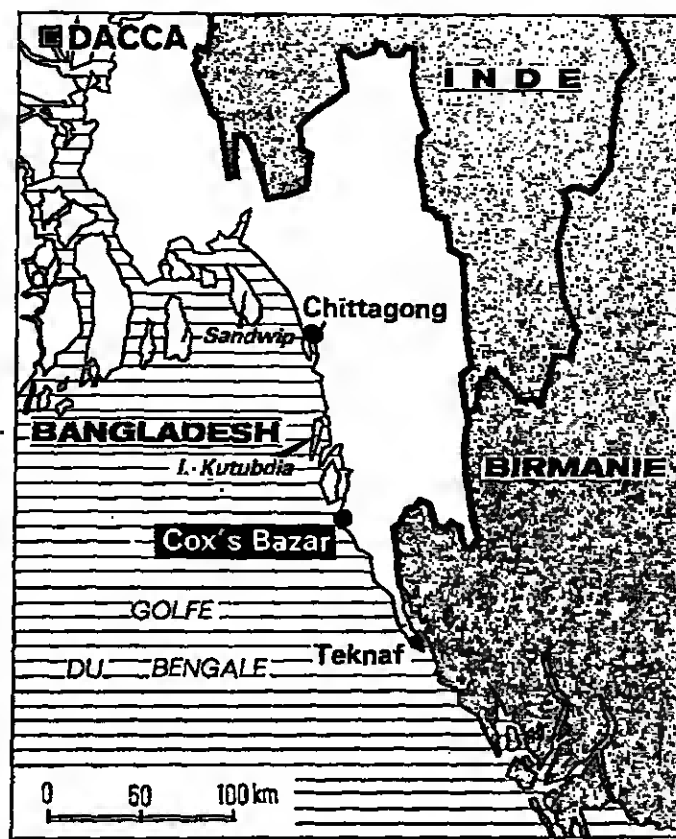 DACCA
INDE
Chittagong
I. Sandwip
BANGLADESH
I. Kutubdia
BIRMANIE
Cox's Bazar
GOLFE
DU BENGALE
Teknaf
0 50 100 km